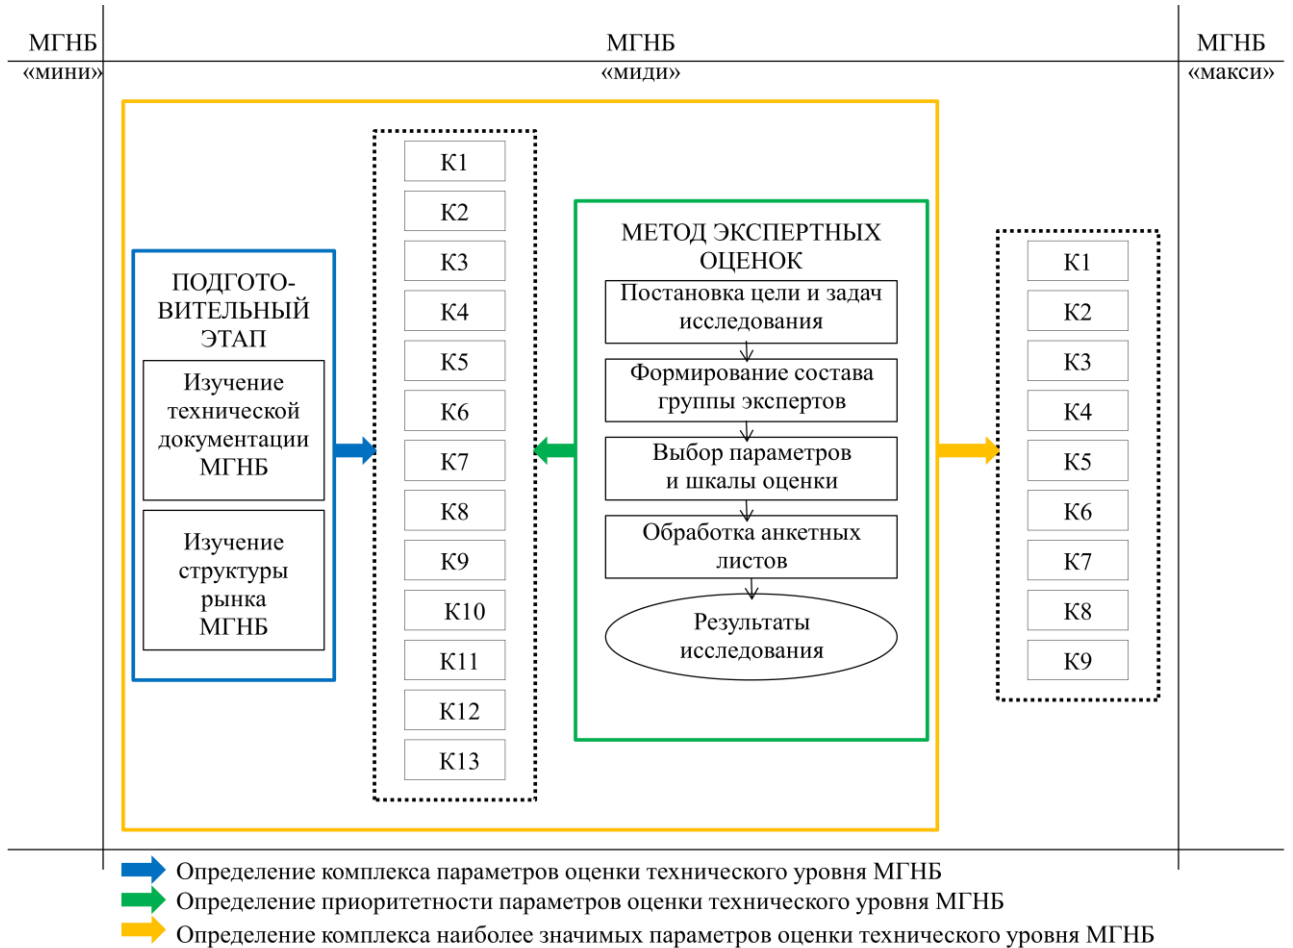 МГНБ
«мини»
МГНБ
«миди»
МГНБ
«макси»
ПОДГОТО-
ВИТЕЛЬНЫЙ
ЭТАП
Изучение
технической
документации
МГНБ
Изучение
структуры
рынка
МГНБ
К1
К2
К3
К4
К5
К6
К7
К8
К9
К10
К11
К12
К13
МЕТОД ЭКСПЕРТНЫХ
ОЦЕНОК
Постановка цели и задач
исследования
Формирование состава
группы экспертов
Выбор параметров
и шкалы оценки
Обработка анкетных
листов
Результаты
исследования
К1
К2
К3
К4
К5
К6
К7
К8
К9
Определение комплекса параметров оценки технического уровня МГНБ
Определение приоритетности параметров оценки технического уровня МГНБ
Определение комплекса наиболее значимых параметров оценки технического уровня МГНБ